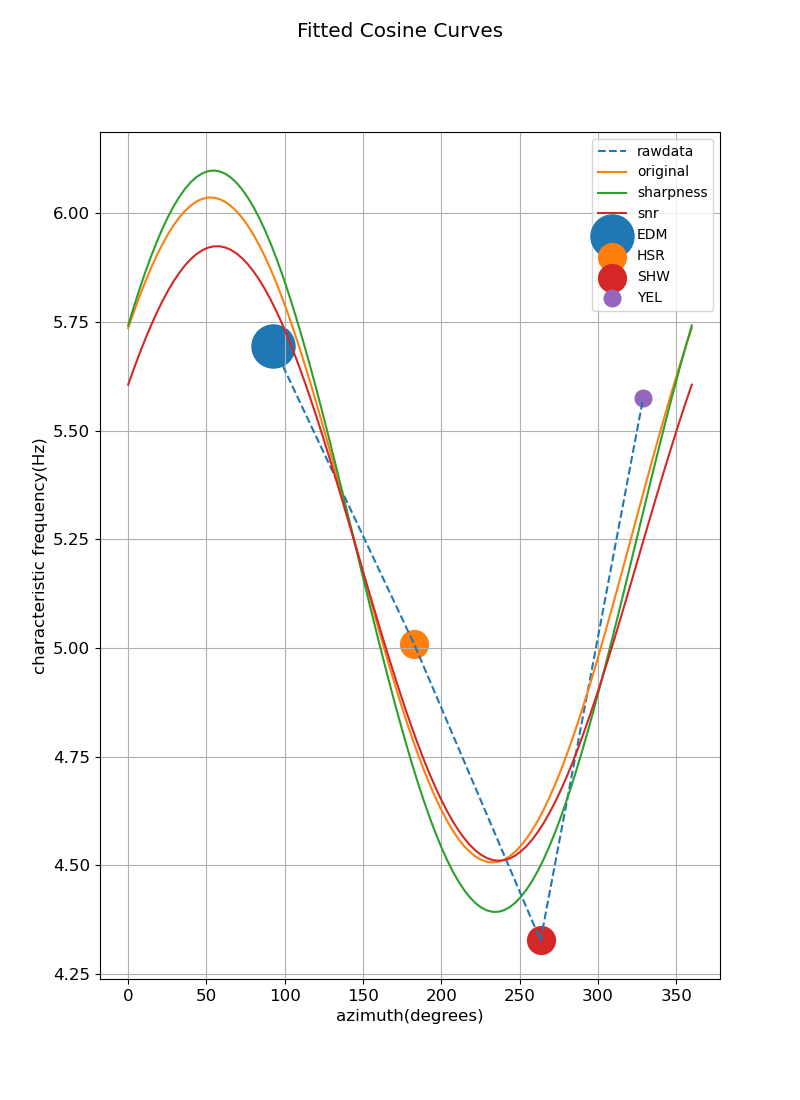 Fitted Cosine Curves
rawdata
original
sharpness
snr
EDM
HSR
SHW
YEL
characteristic frequency(Hz)
6.00
5.75
5.50
5.25
5.00
4.75
4.50
4.25
0 50 100 150 200 250 300 350
azimuth(degrees)